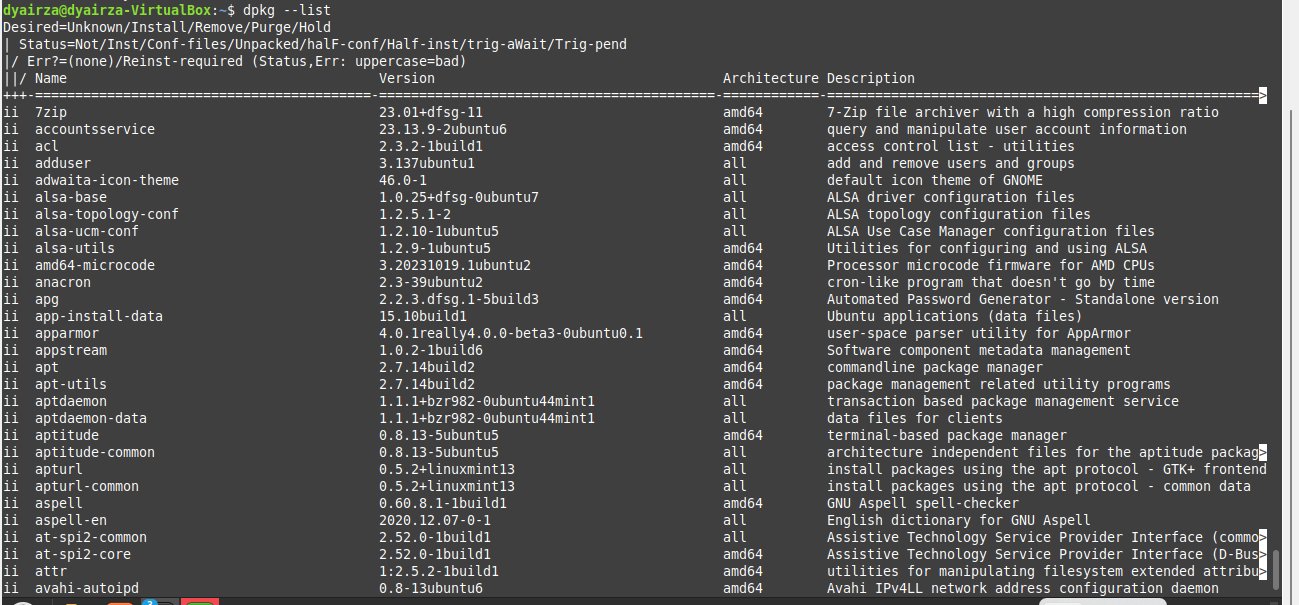 dyairza@dyairza-VirtualBox:~$ dpkg --list
Desired=Unknown/Install/Remove/Purge/Hold
| Status=Not/Inst/Conf-files/Unpacked/halF-conf/Half-inst/trig-aWait/Trig-pend
|/ Err?=(none)/Reinst-required (Status,Err: uppercase=bad)
||/ Name Version Architecture Description
+++-==========================================-==========================================-============-======================================================>
ii 7zip 23.01+dfsg-11 amd64 7-Zip file archiver with a high compression ratio
ii accountsservice 23.13.9-2ubuntu6 amd64 query and manipulate user account information
ii acl 2.3.2-1build1 amd64 access control list - utilities
ii adduser 3.137ubuntu1 all add and remove users and groups
ii adwaita-icon-theme 46.0-1 all default icon theme of GNOME
ii alsa-base 1.0.25+dfsg-0ubuntu7 all ALSA driver configuration files
ii alsa-topology-conf 1.2.5.1-2 all ALSA topology configuration files
ii alsa-ucm-conf 1.2.10-1ubuntu5 all ALSA Use Case Manager configuration files
ii alsa-utils 1.2.9-1ubuntu5 amd64 Utilities for configuring and using ALSA
ii amd64-microcode 3.20231019.1ubuntu2 amd64 Processor microcode firmware for AMD CPUs
ii anacron 2.3-39ubuntu2 amd64 cron-like program that doesn't go by time
ii apg 2.2.3.dfsg.1-5build3 amd64 Automated Password Generator - Standalone version
ii app-install-data 15.10build1 all Ubuntu applications (data files)
ii apparmor 4.0.1really4.0.0-beta3-0ubuntu0.1 amd64 user-space parser utility for AppArmor
ii appstream 1.0.2-1build6 amd64 Software component metadata management
ii apt 2.7.14build2 amd64 commandline package manager
ii apt-utils 2.7.14build2 amd64 package management related utility programs
ii aptdaemon 1.1.1+bzr982-0ubuntu44mint1 all transaction based package management service
ii aptdaemon-data 1.1.1+bzr982-0ubuntu44mint1 all data files for clients
ii aptitude 0.8.13-5ubuntu5 amd64 terminal-based package manager
ii aptitude-common 0.8.13-5ubuntu5 all architecture independent files for the aptitude packag>
ii apturl 0.5.2+linuxmint13 all install packages using the apt protocol - GTK+ frontend
ii apturl-common 0.5.2+linuxmint13 all install packages using the apt protocol - common data
ii aspell 0.60.8.1-1build1 amd64 GNU Aspell spell-checker
ii aspell-en 2020.12.07-0-1 all English dictionary for GNU Aspell
ii at-spi2-common 2.52.0-1build1 all Assistive Technology Service Provider Interface (commo>
ii at-spi2-core 2.52.0-1build1 amd64 Assistive Technology Service Provider Interface (D-Bus>
ii attr 1:2.5.2-1build1 amd64 utilities for manipulating filesystem extended attribu>
ii avahi-autoipd 0.8-13ubuntu6 amd64 Avahi IPv4LL network address configuration daemon